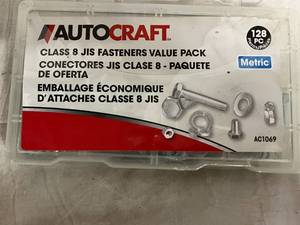 AUTOCRAFT
CLASS 8 JIS FASTENERS VALUE PACK
CONECTORES JIS CLASE 8 - PAQUETE
DE OFERTA
EMBALLAGE ÉCONOMIQUE
D'ATTACHES CLASSE 8 JIS
128
PC
Metric
AC1069